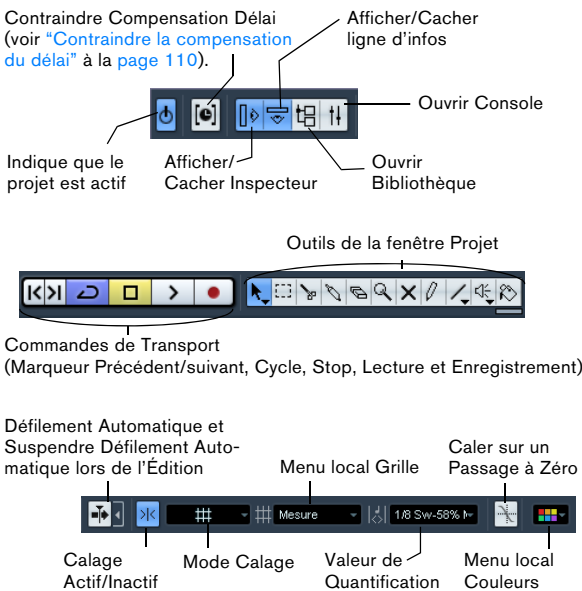 Contraindre Compensation Délai
(voir “Contraindre la compensation
du délai” à la page 110).
Afficher/Cacher
ligne d’infos
Ouvrir Console
Indique que le
projet est actif
Afficher/
Cacher Inspecteur
Ouvrir
Bibliothèque
Outils de la fenêtre Projet
Commandes de Transport
(Marqueur Précédent/suivant, Cycle, Stop, Lecture et Enregistrement)
Défilement Automatique et
Suspendre Défilement Auto-
matique lors de l’Édition
Menu local Grille
Caler sur un
Passage à Zéro
Mesure
1/8 Sw-58% M
Calage
Actif/Inactif
Mode Calage
Valeur de
Quantification
Menu local
Couleurs